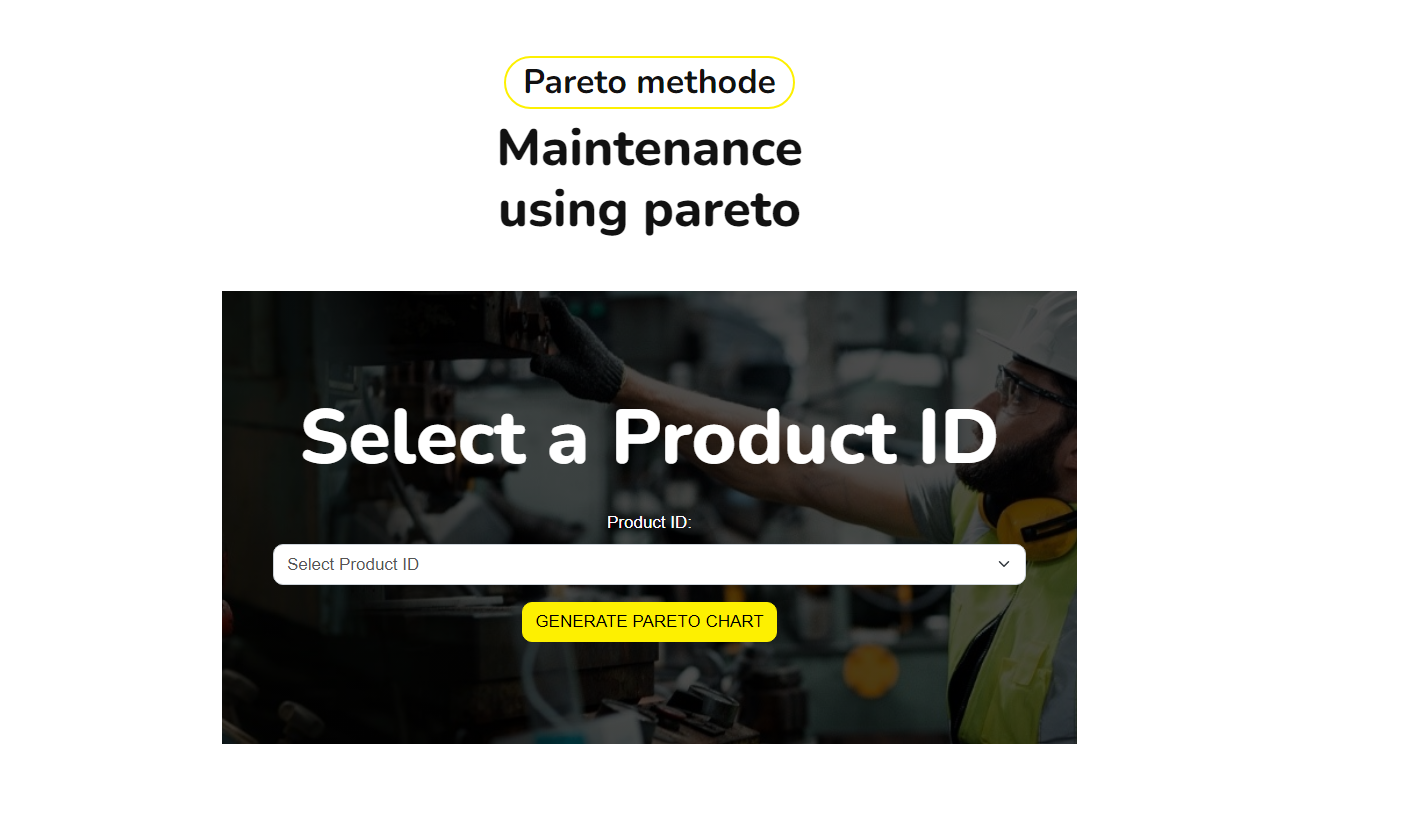 Pareto methode
Maintenance
using pareto
Select a Product ID
Product ID:
Select Product ID
GENERATE PARETO CHART